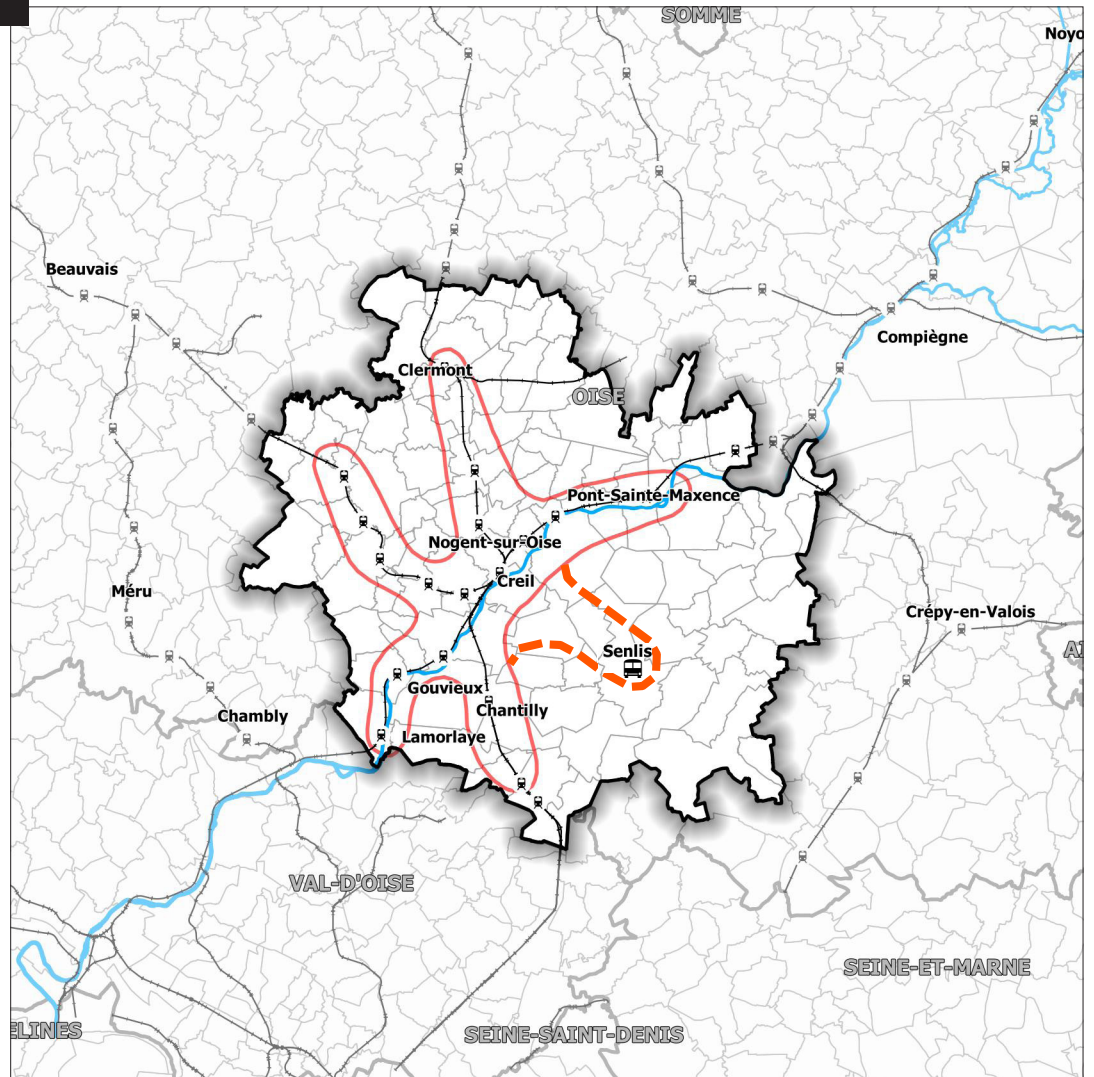 SOMME
Noyo
Beauvais
Compiègne
Clermont
OISE
Pont-Sainte-Maxence
Nogent-sur-Oise
Creil
Méru
Crépy-en-Valois
Senlis
Gouvieux
Chantilly
Chambly
Lamorlaye
VAL-D'OISE
SEINE-ET-MARNE
ELINES
SEINE-SAINT-DENIS